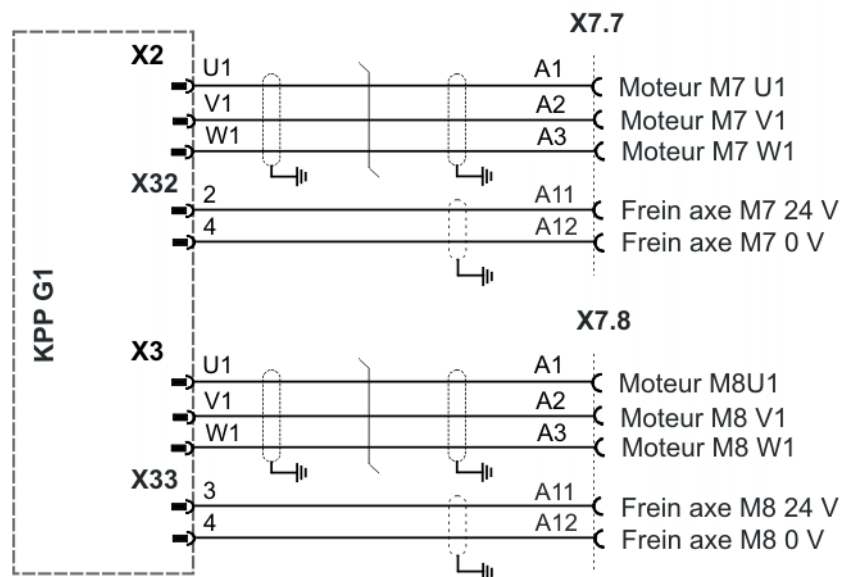 X7.7
X2
U1 A1 Moteur M7 U1
V1 A2 Moteur M7 V1
W1 A3 Moteur M7 W1
X32
2 A11 Frein axe M7 24 V
4 A12 Frein axe M7 0 V
KPP G1
X7.8
X3
U1 A1 Moteur M8U1
V1 A2 Moteur M8 V1
W1 A3 Moteur M8 W1
X33
3 A11 Frein axe M8 24 V
4 A12 Frein axe M8 0 V